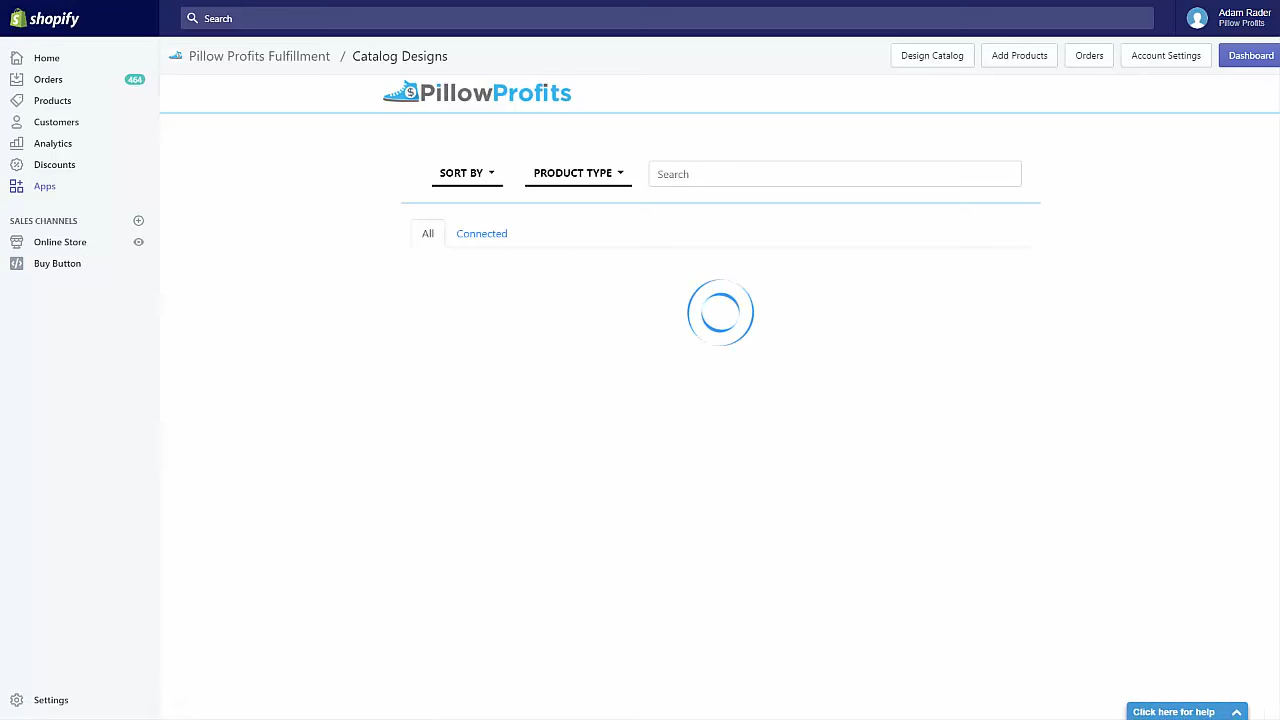 shopify
Search
Adam Rader
Pillow Profits
Home
Orders 464
Products
Customers
Analytics
Discounts
Apps
SALES CHANNELS
Online Store
Buy Button
Settings
Pillow Profits Fulfillment / Catalog Designs
Design Catalog Add Products Orders Account Settings Dashboard
$ PillowProfits
SORT BY PRODUCT TYPE Search
All Connected
Click here for help